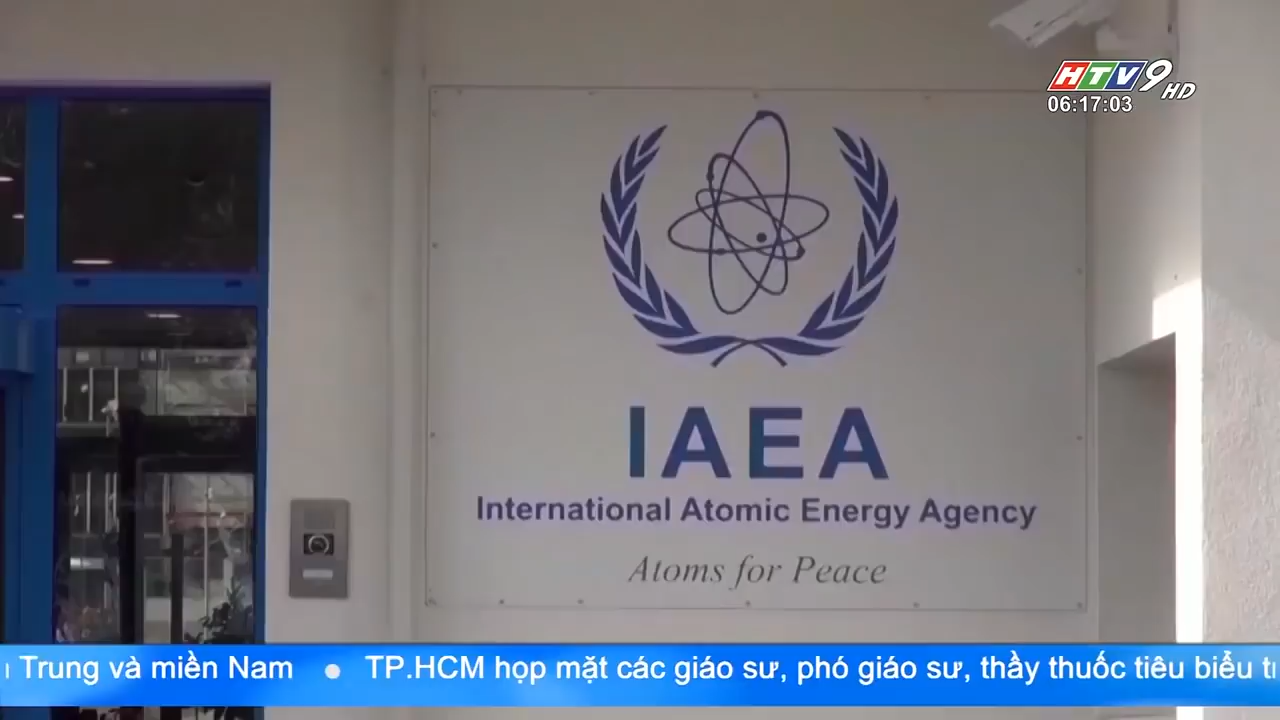 HTV9 HD
06:17:03
IAEA
International Atomic Energy Agency
Atoms for Peace
Trung và miền Nam ● TP.HCM họp mặt các giáo sư, phó giáo sư, thầy thuốc tiêu biểu